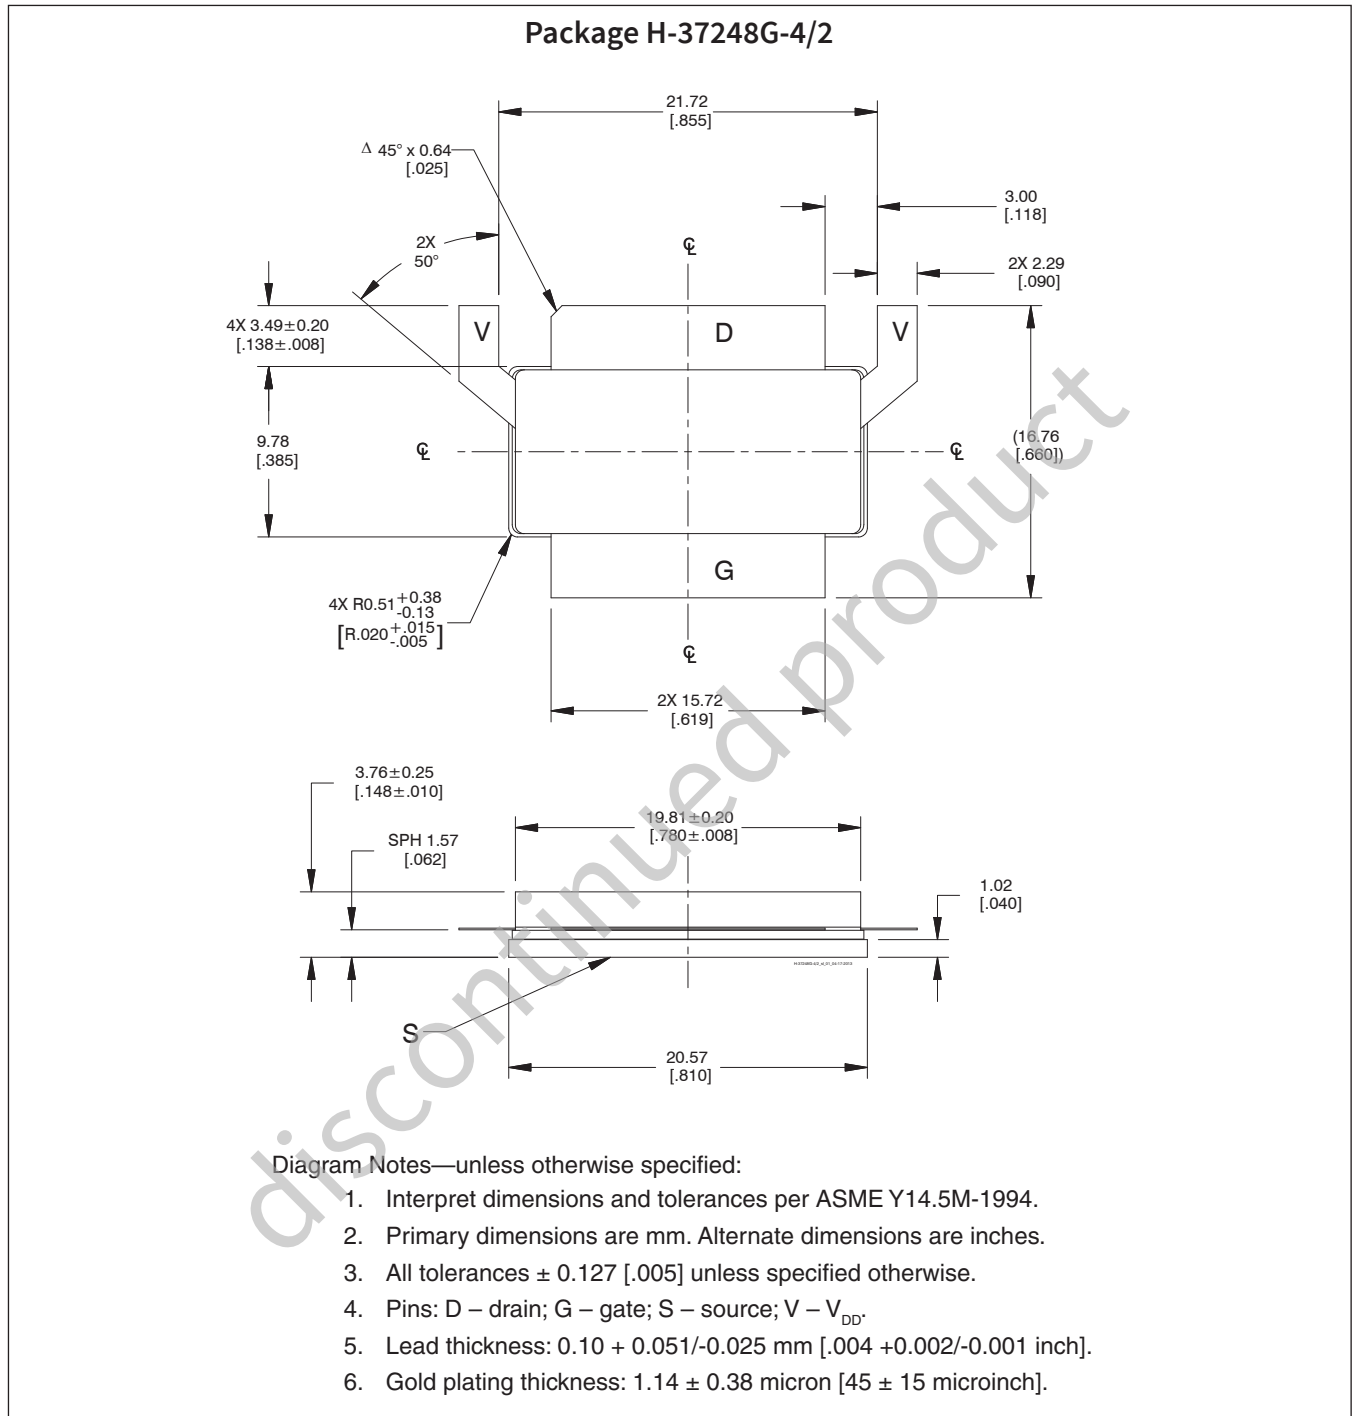 Package H-37248G-4/2
21.72
[.855]
Δ 45° x 0.64
[.025]
3.00
[.118]
2X
50°
℄
2X 2.29
[.090]
4X 3.49±0.20
[.138±.008]
V
D
V
9.78
[.385]
℄
℄
(16.76
[.660])
G
4X R0.51 +0.38
-0.13
[R.020 +.015
-.005]
℄
2X 15.72
[.619]
3.76±0.25
[.148±.010]
19.81±0.20
[.780±.008]
SPH 1.57
[.062]
1.02
[.040]
S
20.57
[.810]
discontinued product
Diagram Notes—unless otherwise specified:
1. Interpret dimensions and tolerances per ASME Y14.5M-1994.
2. Primary dimensions are mm. Alternate dimensions are inches.
3. All tolerances ± 0.127 [.005] unless specified otherwise.
4. Pins: D – drain; G – gate; S – source; V – VDD.
5. Lead thickness: 0.10 + 0.051/-0.025 mm [.004 +0.002/-0.001 inch].
6. Gold plating thickness: 1.14 ± 0.38 micron [45 ± 15 microinch].